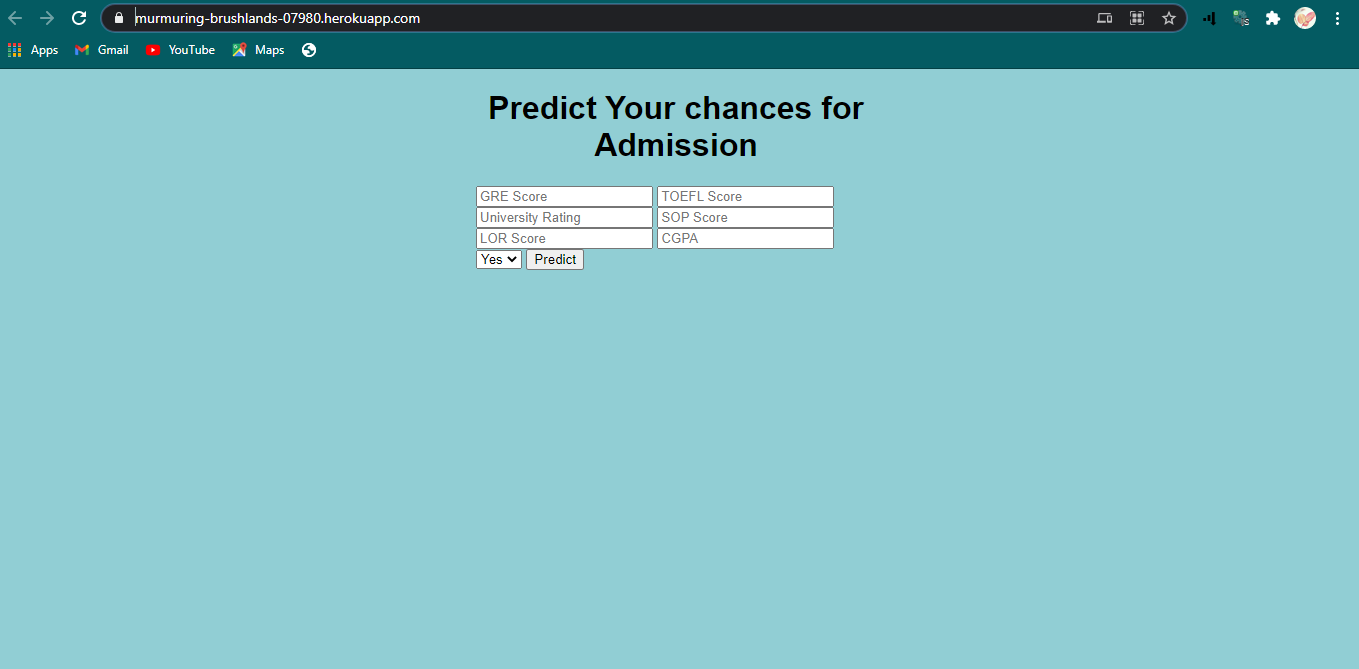 murmuring-brushlands-07980.herokuapp.com
Apps Gmail YouTube Maps
Predict Your chances for
Admission
GRE Score TOEFL Score
University Rating SOP Score
LOR Score CGPA
Yes Predict